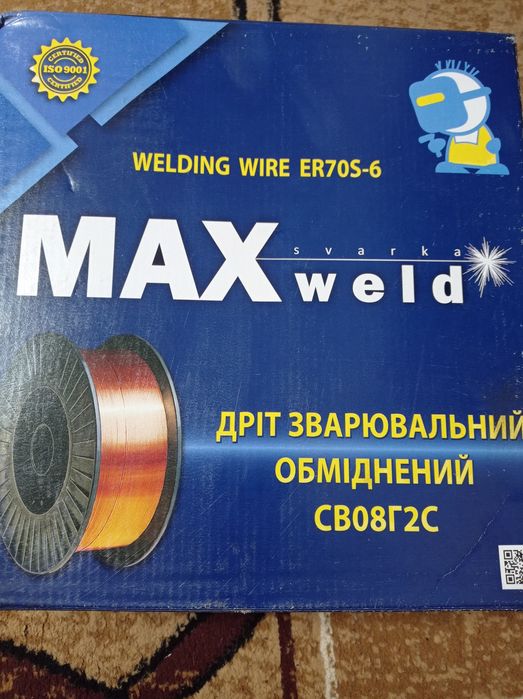 CERTIFIED
ISO 9001
CERTIFIED
WELDING WIRE ER70S-6
svarka
MAX weld
ДРІТ ЗВАРЮВАЛЬНИЙ
ОБМІДНЕНИЙ
СВ08Г2С